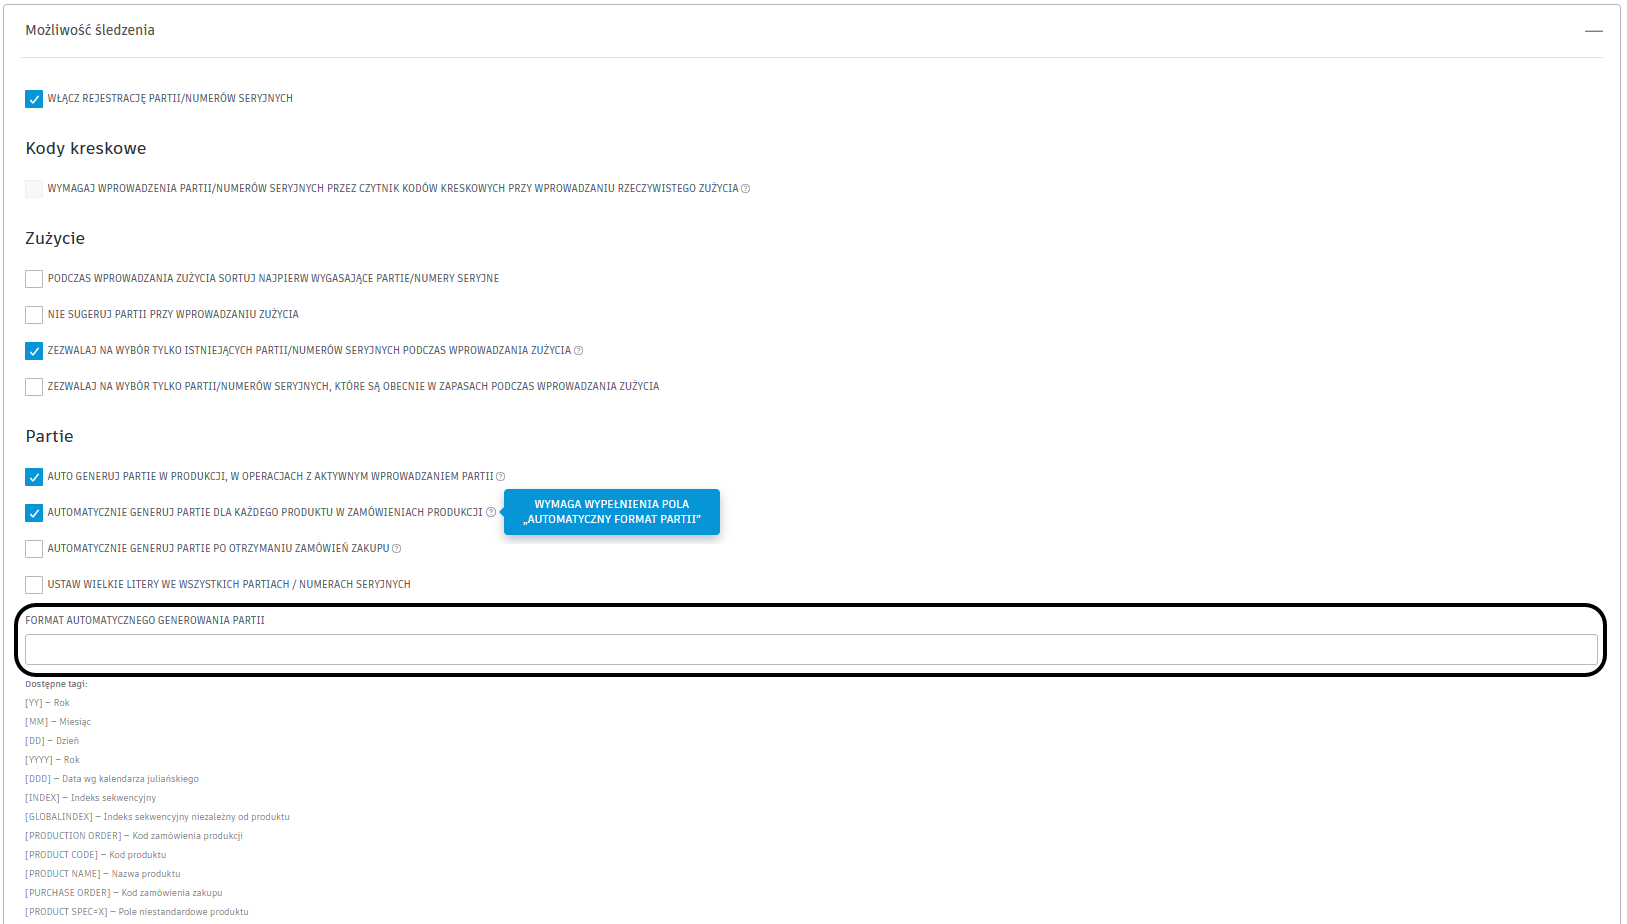 Możliwość śledzenia
WŁĄCZ REJESTRACJĘ PARTII/NUMERÓW SERYJNYCH
Kody kreskowe
WYMAGAJ WPROWADZENIA PARTII/NUMERÓW SERYJNYCH PRZEZ CZYTNIK KODÓW KRESKOWYCH PRZY WPROWADZANIU RZECZYWISTEGO ZUŻYCIA
Zużycie
PODCZAS WPROWADZANIA ZUŻYCIA SORTUJ NAJPIERW WYGASAJĄCE PARTIE/NUMERY SERYJNE
NIE SUGERUJ PARTII PRZY WPROWADZANIU ZUŻYCIA
ZEZWALAJ NA WYBÓR TYLKO ISTNIEJĄCYCH PARTII/NUMERÓW SERYJNYCH PODCZAS WPROWADZANIA ZUŻYCIA
ZEZWALAJ NA WYBÓR TYLKO PARTII/NUMERÓW SERYJNYCH, KTÓRE SĄ OBECNIE W ZAPASACH PODCZAS WPROWADZANIA ZUŻYCIA
Partie
AUTO GENERUJ PARTIE W PRODUKCJI, W OPERACJACH Z AKTYWNYM WPROWADZANIEM PARTII
AUTOMATYCZNIE GENERUJ PARTIE DLA KAŻDEGO PRODUKTU W ZAMÓWIENIACH PRODUKCJI
WYMAGA WYPEŁNIENIA POLA
„AUTOMATYCZNY FORMAT PARTII”
AUTOMATYCZNIE GENERUJ PARTIE PO OTRZYMANIU ZAMÓWIEŃ ZAKUPU
USTAW WIELKIE LITERY WE WSZYSTKICH PARTIACH / NUMERACH SERYJNYCH
FORMAT AUTOMATYCZNEGO GENEROWANIA PARTII
Dostępne tagi:
[YY] – Rok
[MM] – Miesiąc
[DD] – Dzień
[YYYY] – Rok
[DDD] – Data wg kalendarza juliańskiego
[INDEX] – Indeks sekwencyjny
[GLOBALINDEX] – Indeks sekwencyjny niezależny od produktu
[PRODUCTION ORDER] – Kod zamówienia produkcji
[PRODUCT CODE] – Kod produktu
[PRODUCT NAME] – Nazwa produktu
[PURCHASE ORDER] – Kod zamówienia zakupu
[PRODUCT SPEC=X] – Pole niestandardowe produktu